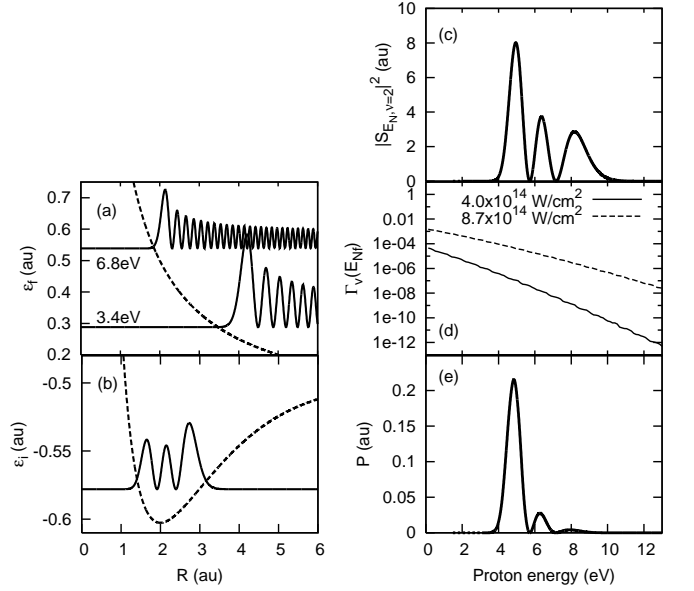 10
8
6
4
2
0
|S_{E_N,ν=2}|^2 (au)
(c)
0.7
0.6
0.5
0.4
0.3
0.2
ε_f (au)
(a)
6.8eV
3.4eV
1
0.01
1e-04
1e-06
1e-08
1e-10
1e-12
Γ_ν(E_{Nf})
4.0x10^{14} W/cm^2
8.7x10^{14} W/cm^2
(d)
-0.5
-0.55
-0.6
ε_i (au)
(b)
0 1 2 3 4 5 6
R (au)
0.2
0.15
0.1
0.05
0
P (au)
(e)
0 2 4 6 8 10 12
Proton energy (eV)